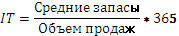 IT = Средние запасы / Объем продаж * 365